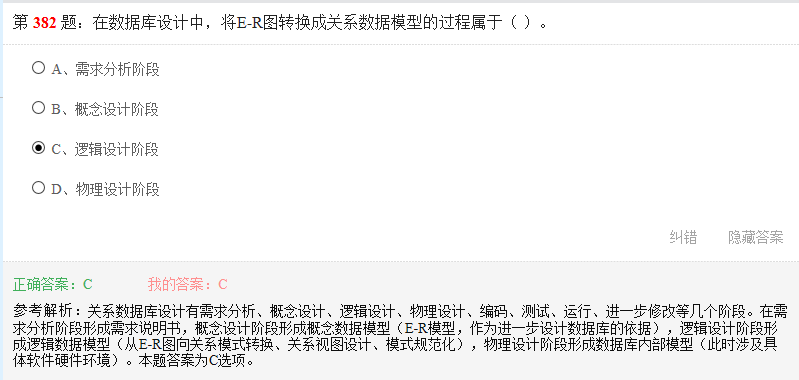 第 382 题：在数据库设计中，将E-R图转换成关系数据模型的过程属于（ ）。
A、需求分析阶段
B、概念设计阶段
C、逻辑设计阶段
D、物理设计阶段
纠错 隐藏答案
正确答案：C 我的答案：C
参考解析：关系数据库设计有需求分析、概念设计、逻辑设计、物理设计、编码、测试、运行、进一步修改等几个阶段。在需
求分析阶段形成需求说明书，概念设计阶段形成概念数据模型（E-R模型，作为进一步设计数据库的依据），逻辑设计阶段形
成逻辑数据模型（从E-R图向关系模式转换、关系视图设计、模式规范化），物理设计阶段形成数据库内部模型（此时涉及具
体软件硬件环境）。本题答案为C选项。